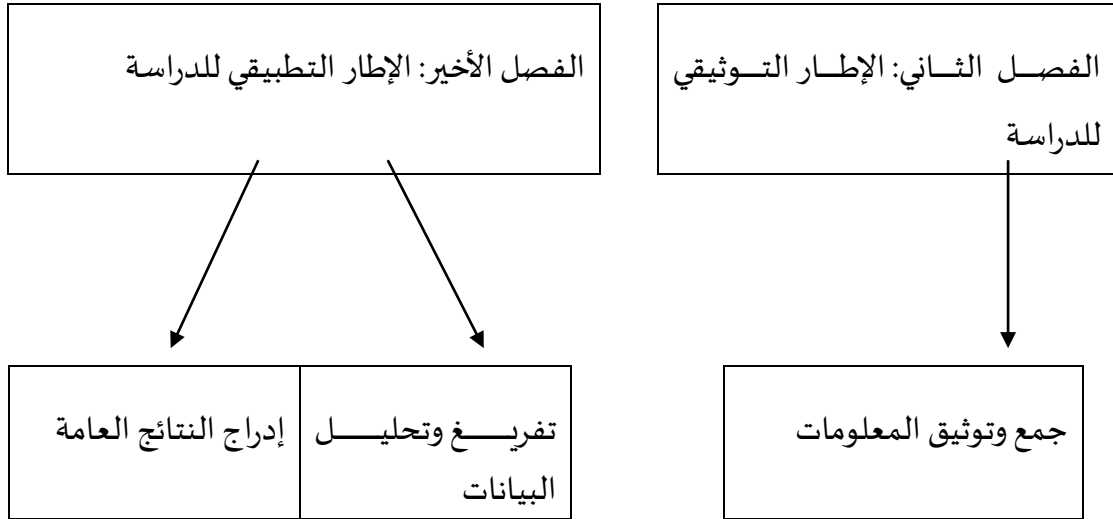 الفصل الثاني: الإطار التوثيقي
للدراسة
الفصل الأخير: الإطار التطبيقي للدراسة
جمع وتوثيق المعلومات
تفريغ وتحليل
البيانات
إدراج النتائج العامة